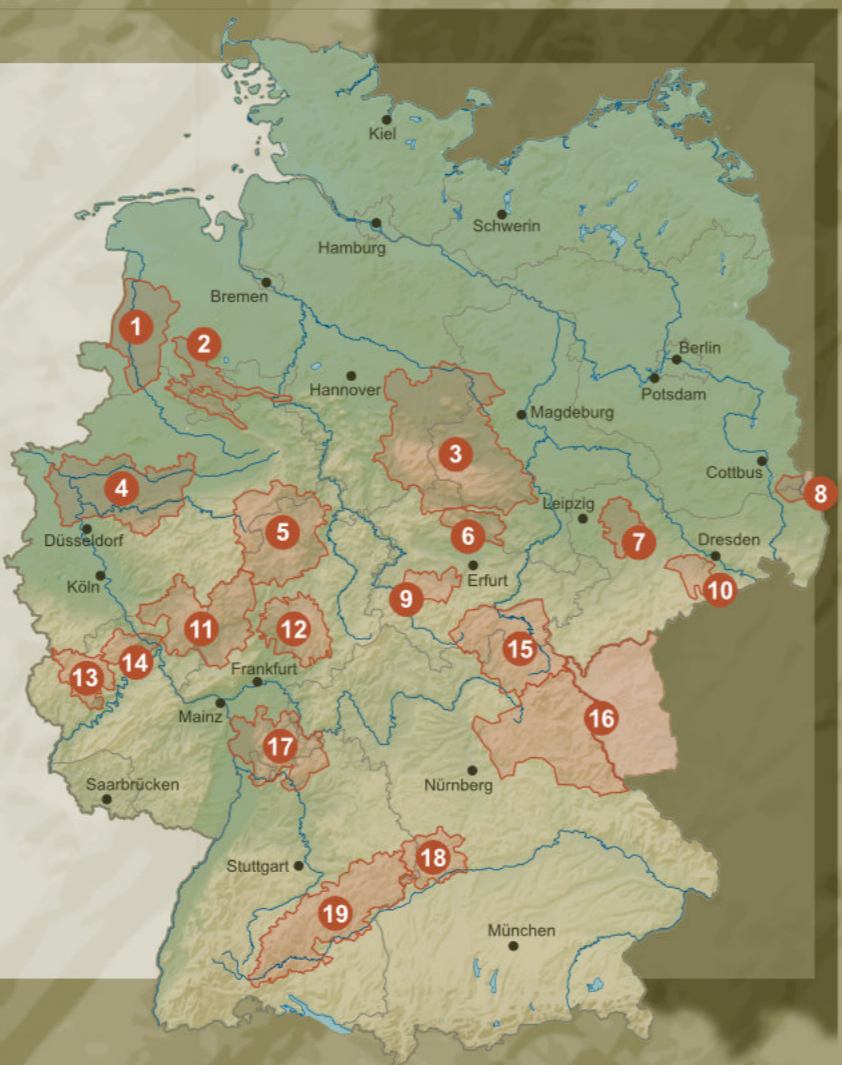 Kiel
Schwerin
Hamburg
Bremen
1
2
Berlin
Hannover
Potsdam
Magdeburg
3
Cottbus
4
8
Leipzig
5
6
7
Düsseldorf
Dresden
Köln
Erfurt
9
10
11
12
15
14
13
Frankfurt
Mainz
16
17
Saarbrücken
Nürnberg
Stuttgart
18
19
München